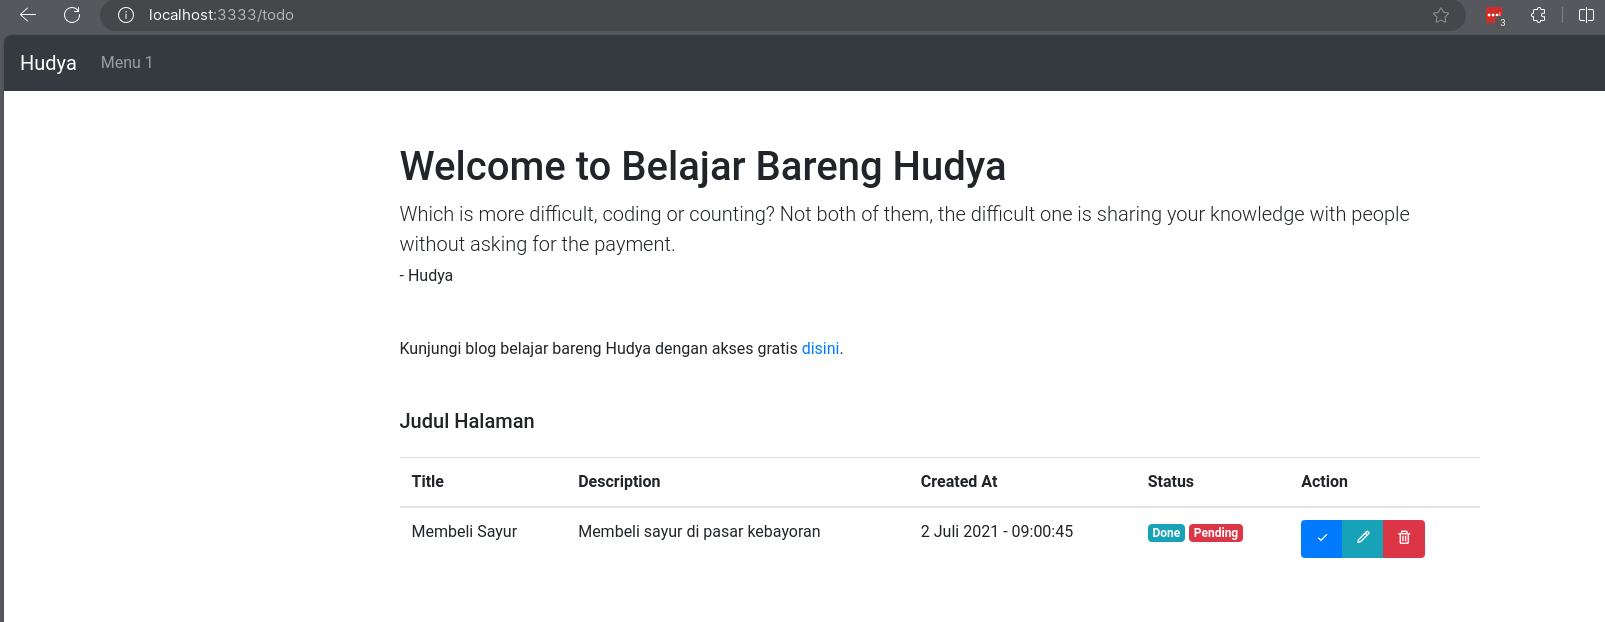 localhost:3333/todo
3
Hudya Menu 1
Welcome to Belajar Bareng Hudya
Which is more difficult, coding or counting? Not both of them, the difficult one is sharing your knowledge with people
without asking for the payment.
- Hudya
Kunjungi blog belajar bareng Hudya dengan akses gratis disini.
Judul Halaman
Title Description Created At Status Action
Membeli Sayur Membeli sayur di pasar kebayoran 2 Juli 2021 - 09:00:45 Done Pending